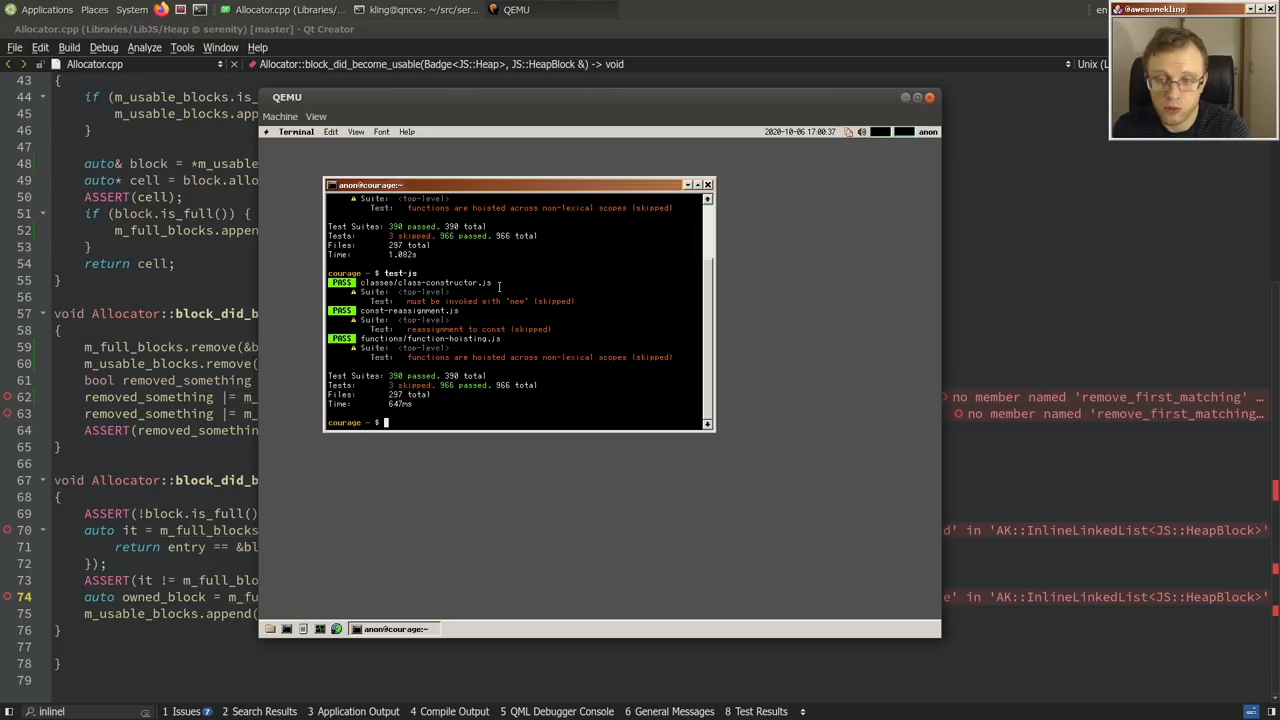 Applications Places System Allocator.cpp (Libraries/... kling@qncvs: ~/src/ser... QEMU en
@awesomekling
Allocator.cpp (Libraries/LibJS/Heap @ serenity) [master] - Qt Creator
File Edit Build Debug Analyze Tools Window Help
Allocator.cpp Allocator::block_did_become_usable(Badge<JS::Heap>, JS::HeapBlock &) -> void Unix (L
43 {
44 if (m_usable_blocks.is_
45 m_usable_blocks.app
46 }
47
48 auto& block = *m_usable
49 auto* cell = block.allo
50 ASSERT(cell);
51 if (block.is_full()) {
52 m_full_blocks.appen
53 }
54 return cell;
55 }
57 void Allocator::block_did_b
58 {
59 m_full_blocks.remove(&b
60 m_usable_blocks.remove(
61 bool removed_something
62 removed_something |= m_ no member named 'remove_first_matching' ...
63 removed_something |= m_ no member named 'remove_first_matching...
64 ASSERT(removed_somethin
65 }
66
67 void Allocator::block_did_b
68 {
69 ASSERT(!block.is_full()
70 auto it = m_full_blocks d' in 'AK::InlineLinkedList<JS::HeapBlock>'
71 return entry == &bl
72 });
73 ASSERT(it != m_full_blo
74 auto owned_block = m_fu e' in 'AK::InlineLinkedList<JS::HeapBlock>'
75 m_usable_blocks.append(
76 }
78 }
79
QEMU
Machine View
Terminal Edit View Font Help 2020-10-06 17:00:37 anon
anon@courage:~
Suite: <top-level>
Test: functions are hoisted across non-lexical scopes (skipped)
Test Suites: 390 passed, 390 total
Tests: 3 skipped, 966 passed, 966 total
Files: 297 total
Time: 1.082s
courage ~ $ test-js
PASS classes/class-constructor.js
Suite: <top-level>
Test: must be invoked with 'new' (skipped)
PASS const-reassignment.js
Suite: <top-level>
Test: reassignment to const (skipped)
PASS functions/function-hoisting.js
Suite: <top-level>
Test: functions are hoisted across non-lexical scopes (skipped)
Test Suites: 390 passed, 390 total
Tests: 3 skipped, 966 passed, 966 total
Files: 297 total
Time: 647ms
courage ~ $
anon@courage:~
inlinel 1 Issues 7 2 Search Results 3 Application Output 4 Compile Output 5 QML Debugger Console 6 General Messages 8 Test Results